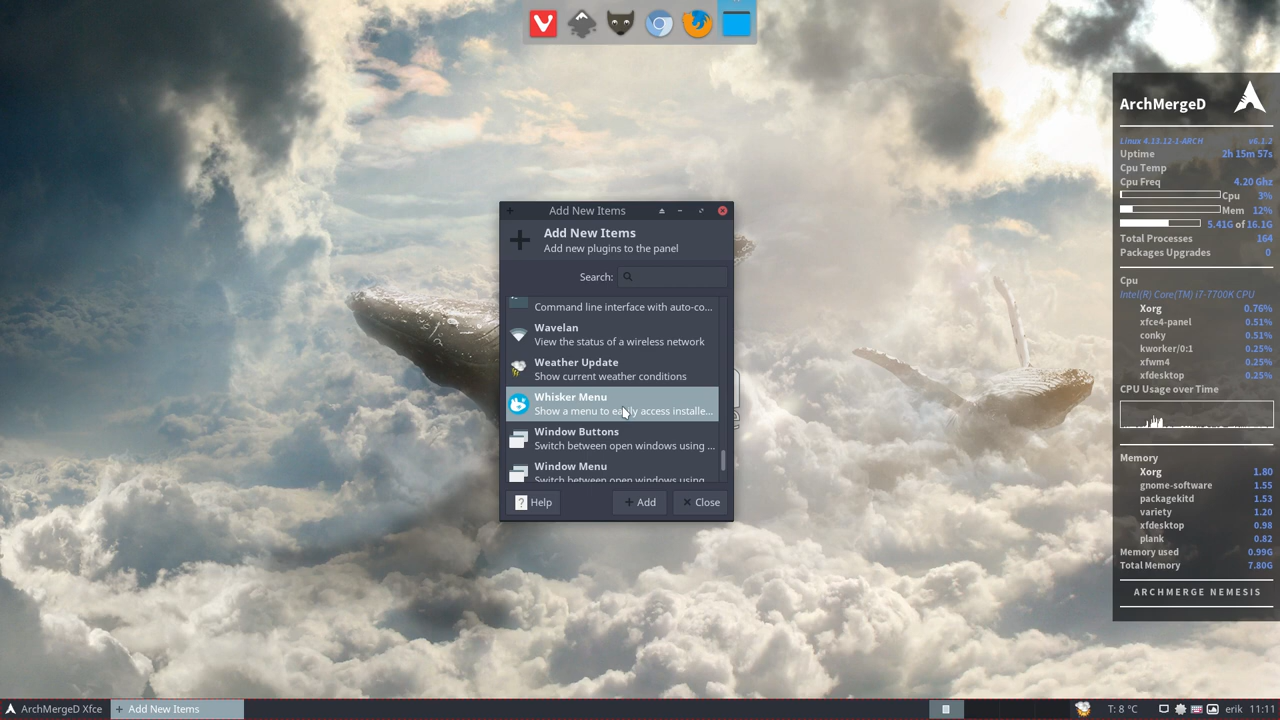 ArchMergeD
Linux 4.13.12-1-ARCH v6.1.2
Uptime 2h 15m 57s
Cpu Temp
Cpu Freq 4.20 Ghz
Cpu 3%
Mem 12%
5.41G of 16.1G
Total Processes 164
Packages Upgrades 0
Cpu
Intel(R) Core(TM) i7-7700K CPU
Xorg 0.76%
xfce4-panel 0.51%
conky 0.51%
kworker/0:1 0.25%
xfwm4 0.25%
xfdesktop 0.25%
CPU Usage over Time
Memory
Xorg 1.80
gnome-software 1.55
packagekitd 1.53
variety 1.20
xfdesktop 0.98
plank 0.82
Memory used 0.99G
Total Memory 7.80G
ARCHMERGE NEMESIS
Add New Items
Add New Items
Add new plugins to the panel
Search:
Command line interface with auto-co...
Wavelan
View the status of a wireless network
Weather Update
Show current weather conditions
Whisker Menu
Show a menu to easily access installe...
Window Buttons
Switch between open windows using ...
Window Menu
Switch between open windows using
Help Add Close
ArchMergeD Xfce Add New Items T: 8 °C erik 11:11